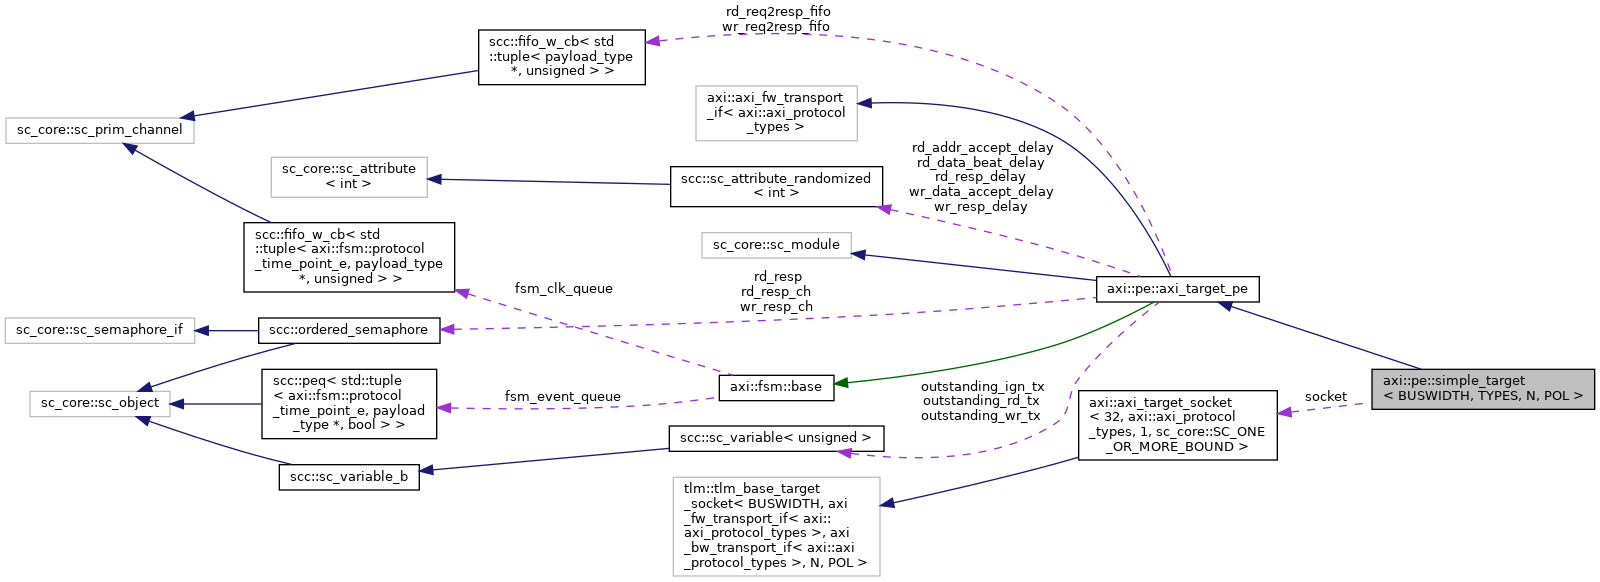 rd_req2resp_fifo
wr_req2resp_fifo
scc::fifo_w_cb< std
::tuple< payload_type
*, unsigned > >
axi::axi_fw_transport
_if< axi::axi_protocol
_types >
sc_core::sc_prim_channel
rd_addr_accept_delay
rd_data_beat_delay
rd_resp_delay
wr_data_accept_delay
wr_resp_delay
sc_core::sc_attribute
< int >
scc::sc_attribute_randomized
< int >
scc::fifo_w_cb< std
::tuple< axi::fsm::protocol
_time_point_e, payload_type
*, unsigned > >
sc_core::sc_module
axi::pe::axi_target_pe
fsm_clk_queue
rd_resp
rd_resp_ch
wr_resp_ch
sc_core::sc_semaphore_if
scc::ordered_semaphore
axi::pe::simple_target
< BUSWIDTH, TYPES, N, POL >
scc::peq< std::tuple
< axi::fsm::protocol
_time_point_e, payload
_type *, bool > >
axi::fsm::base
fsm_event_queue
outstanding_ign_tx
outstanding_rd_tx
outstanding_wr_tx
axi::axi_target_socket
< 32, axi::axi_protocol
_types, 1, sc_core::SC_ONE
_OR_MORE_BOUND >
socket
sc_core::sc_object
scc::sc_variable< unsigned >
scc::sc_variable_b
tlm::tlm_base_target
_socket< BUSWIDTH, axi
_fw_transport_if< axi::
axi_protocol_types >, axi
_bw_transport_if< axi::axi
_protocol_types >, N, POL >